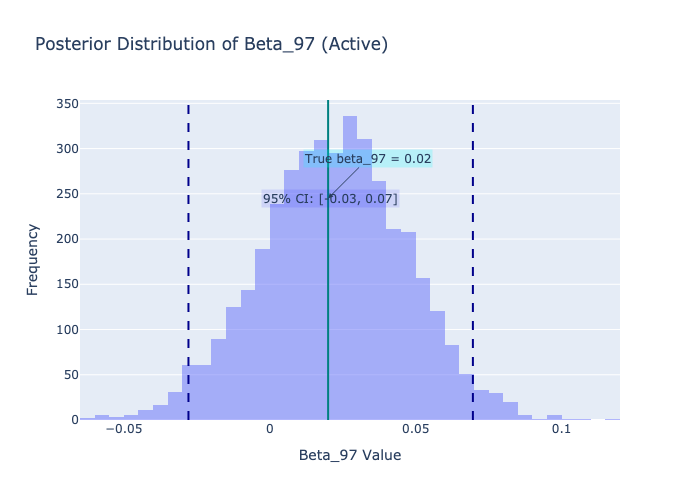 Posterior Distribution of Beta_97 (Active)
350
300
250
200
150
100
50
0
Frequency
True beta_97 = 0.02
95% CI: [-0.03, 0.07]
−0.05
0
0.05
0.1
Beta_97 Value